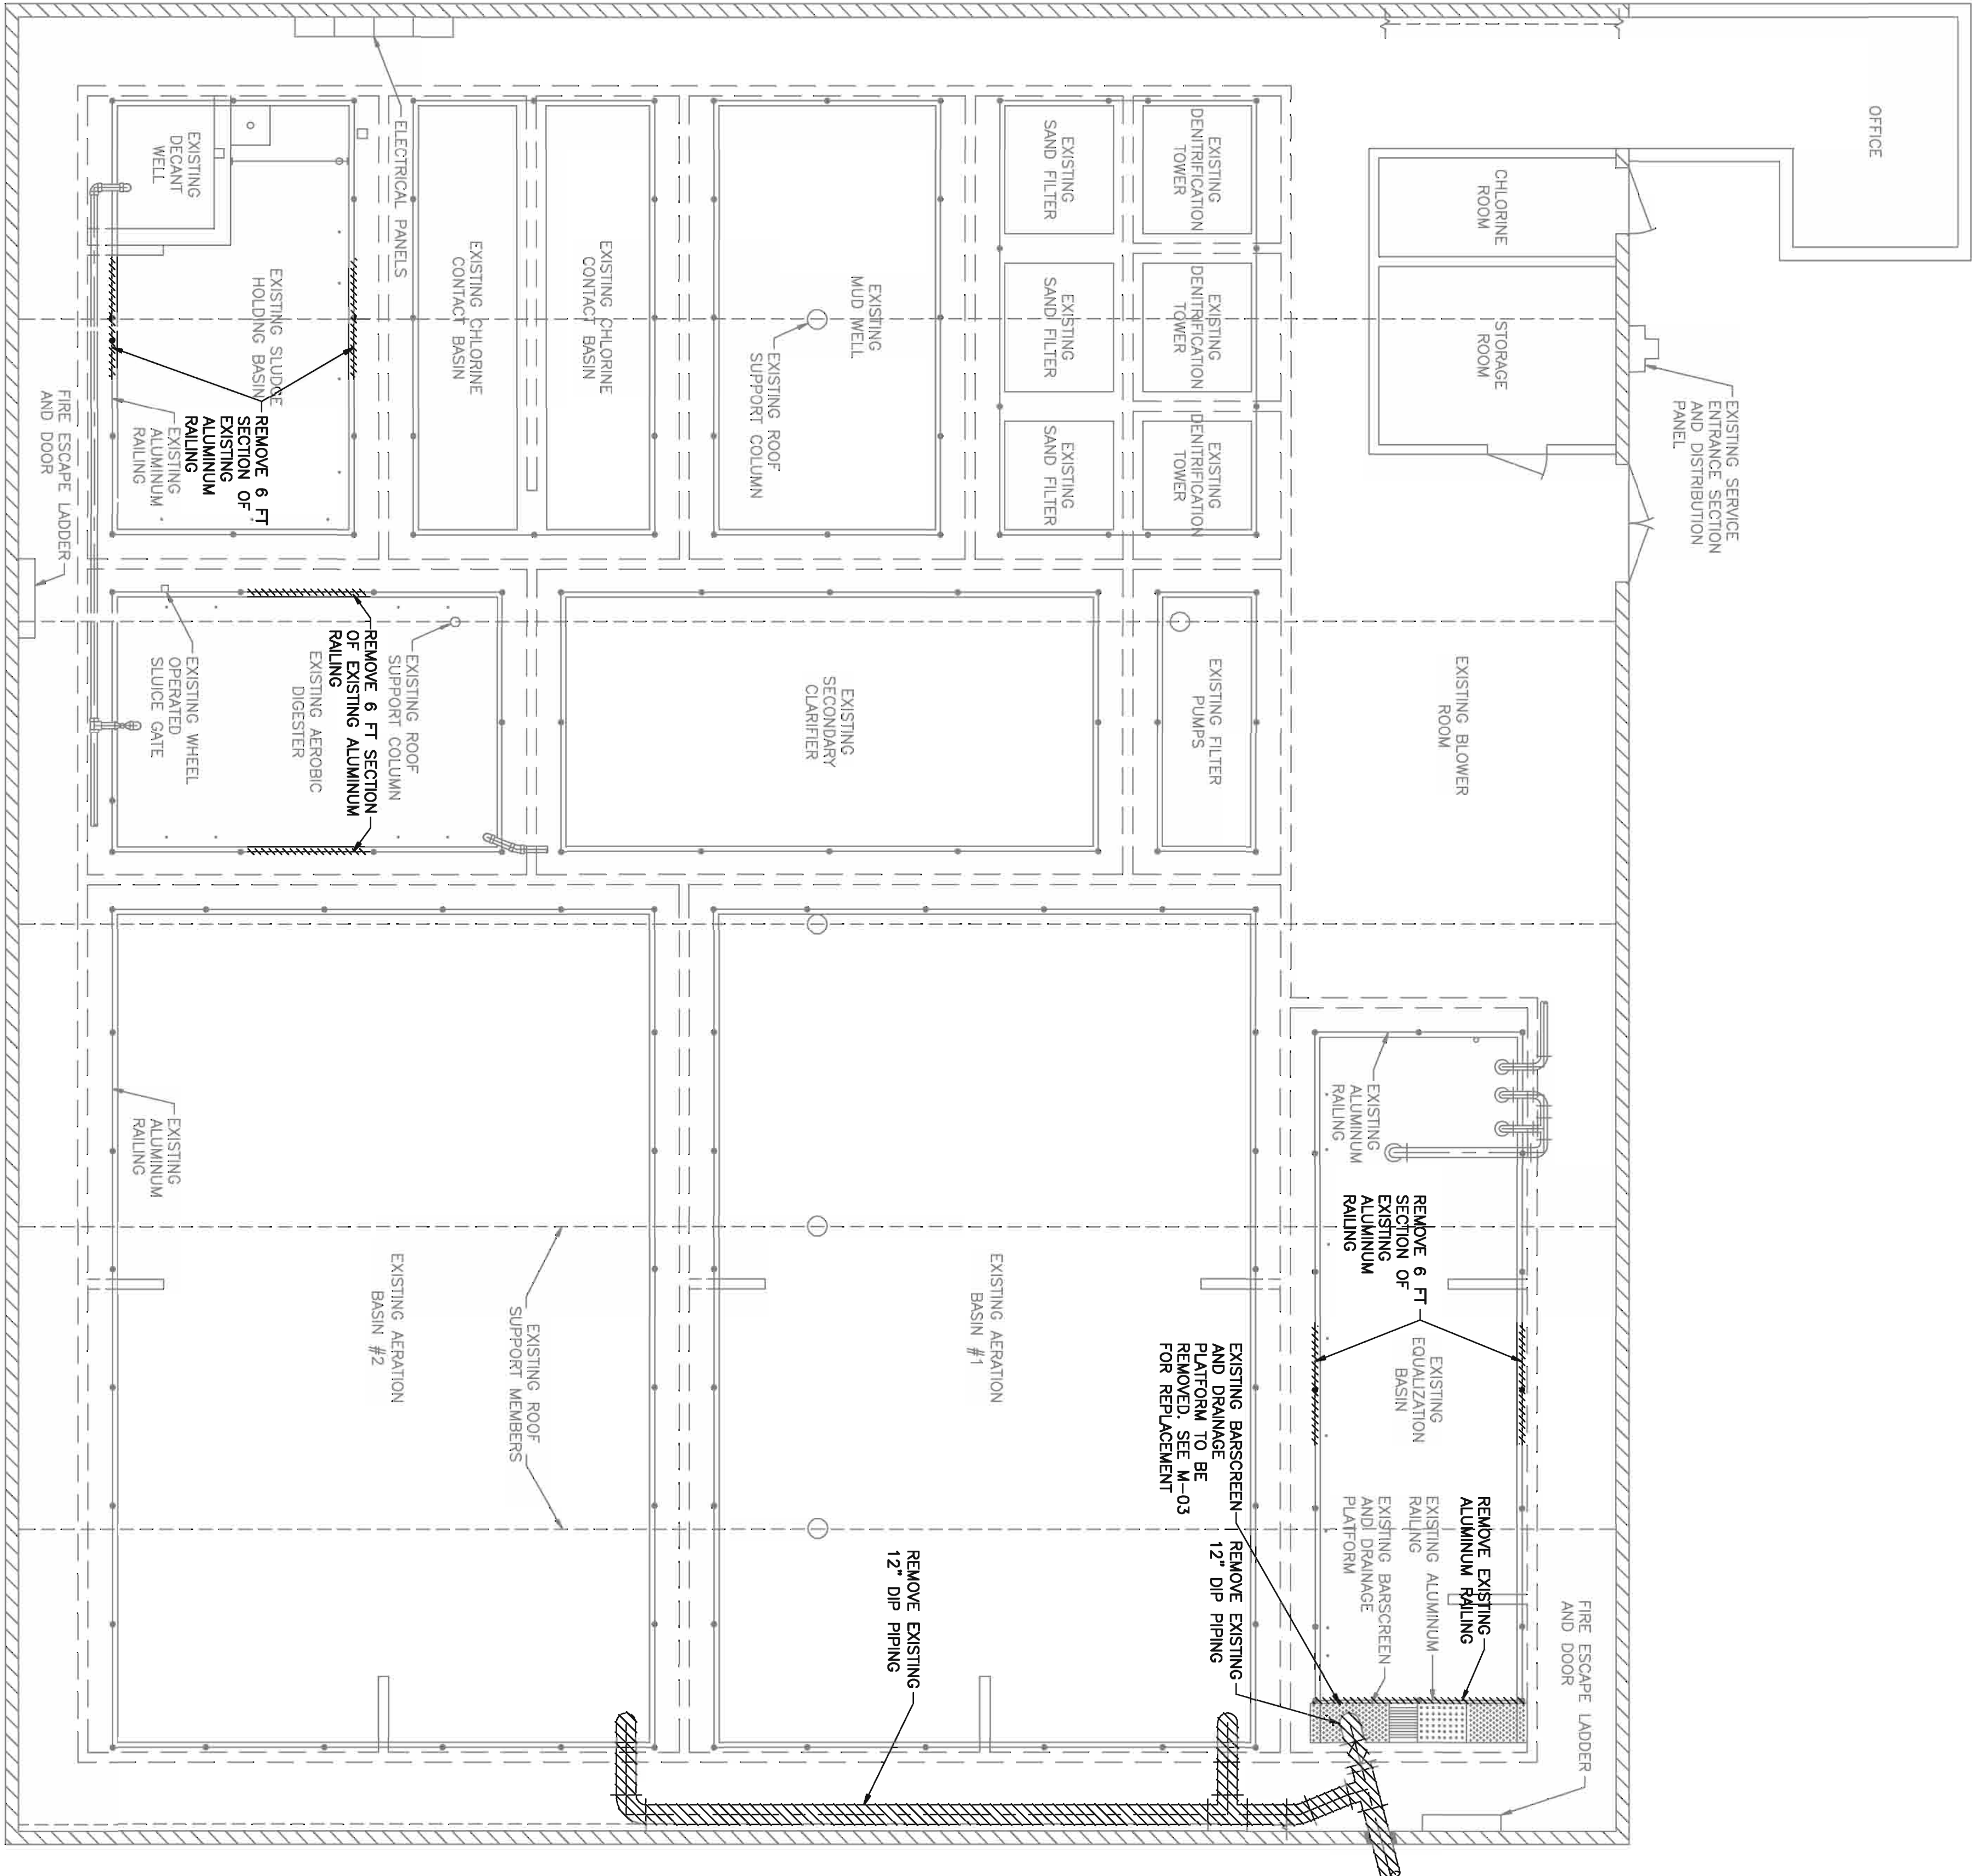 OFFICE
CHLORINE
ROOM
STORAGE
ROOM
EXISTING SERVICE
ENTRANCE SECTION
AND DISTRIBUTION
PANEL
EXISTING BLOWER
ROOM
FIRE ESCAPE LADDER
AND DOOR
EXISTING
DENITRIFICATION
TOWER
EXISTING
DENITRIFICATION
TOWER
EXISTING
DENITRIFICATION
TOWER
EXISTING
SAND FILTER
EXISTING
SAND FILTER
EXISTING
SAND FILTER
EXISTING FILTER
PUMPS
EXISTING
ALUMINUM
RAILING
REMOVE 6 FT
SECTION OF
EXISTING
ALUMINUM
RAILING
EXISTING
EQUALIZATION
BASIN
REMOVE EXISTING
ALUMINUM RAILING
EXISTING ALUMINUM
RAILING
EXISTING BARSCREEN
AND DRAINAGE
PLATFORM
EXISTING BARSCREEN
AND DRAINAGE
PLATFORM TO BE
REMOVED. SEE M-03
FOR REPLACEMENT
REMOVE EXISTING
12" DIP PIPING
EXISTING
MUD WELL
EXISTING ROOF
SUPPORT COLUMN
EXISTING
SECONDARY
CLARIFIER
EXISTING AERATION
BASIN #1
REMOVE EXISTING
12" DIP PIPING
EXISTING CHLORINE
CONTACT BASIN
EXISTING CHLORINE
CONTACT BASIN
EXISTING ROOF
SUPPORT MEMBERS
ELECTRICAL PANELS
EXISTING ROOF
SUPPORT COLUMN
REMOVE 6 FT SECTION
OF EXISTING ALUMINUM
RAILING
EXISTING AEROBIC
DIGESTER
EXISTING AERATION
BASIN #2
EXISTING
DECANT
WELL
EXISTING SLUDGE
HOLDING BASIN
REMOVE 6 FT
SECTION OF
EXISTING
ALUMINUM
RAILING
EXISTING
ALUMINUM
RAILING
EXISTING WHEEL
OPERATED
SLUICE GATE
EXISTING
ALUMINUM
RAILING
FIRE ESCAPE LADDER
AND DOOR